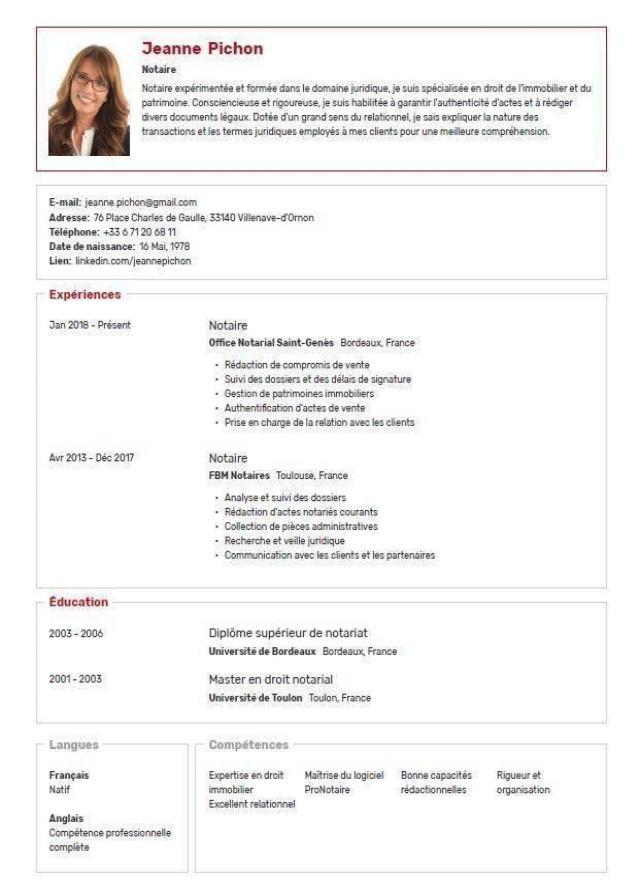 Jeanne Pichon
Notaire
Notaire expérimentée et formée dans le domaine juridique, je suis spécialisée en droit de l'immobilier et du
patrimoine. Consciencieuse et rigoureuse, je suis habilitée à garantir l'authenticité d'actes et à rédiger
divers documents légaux. Dotée d'un grand sens du relationnel, je sais expliquer la nature des
transactions et les termes juridiques employés à mes clients pour une meilleure compréhension.
E-mail: jeanne.pichon@gmail.com
Adresse: 76 Place Charles de Gaulle, 33140 Villenave-d'Ornon
Téléphone: +33 6 71 20 68 11
Date de naissance: 16 Mai, 1978
Lien: linkedin.com/jeannepichon
Expériences
Jan 2018 - Présent
Notaire
Office Notarial Saint-Genès Bordeaux, France
• Rédaction de compromis de vente
• Suivi des dossiers et des délais de signature
• Gestion de patrimoines immobiliers
• Authentification d'actes de vente
• Prise en charge de la relation avec les clients
Avr 2013 - Déc 2017
Notaire
FBM Notaires Toulouse, France
• Analyse et suivi des dossiers
• Rédaction d'actes notariés courants
• Collection de pièces administratives
• Recherche et veille juridique
• Communication avec les clients et les partenaires
Éducation
2003 - 2006
Diplôme supérieur de notariat
Université de Bordeaux Bordeaux, France
2001 - 2003
Master en droit notarial
Université de Toulon Toulon, France
Langues
Français
Natif
Anglais
Compétence professionnelle
complète
Compétences
Expertise en droit
immobilier
Maîtrise du logiciel
ProNotaire
Bonne capacités
rédactionnelles
Rigueur et
organisation
Excellent relationnel